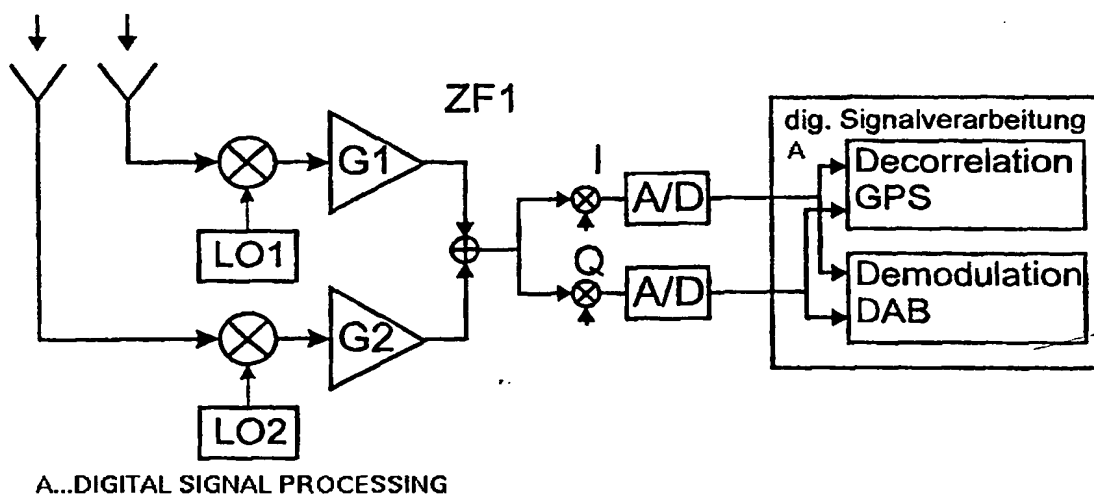 ZF1
dig. Signalverarbeitung
A
Decorrelation
GPS
G1
I
A/D
LO1
Q
A/D
Demodulation
DAB
G2
LO2
A...DIGITAL SIGNAL PROCESSING